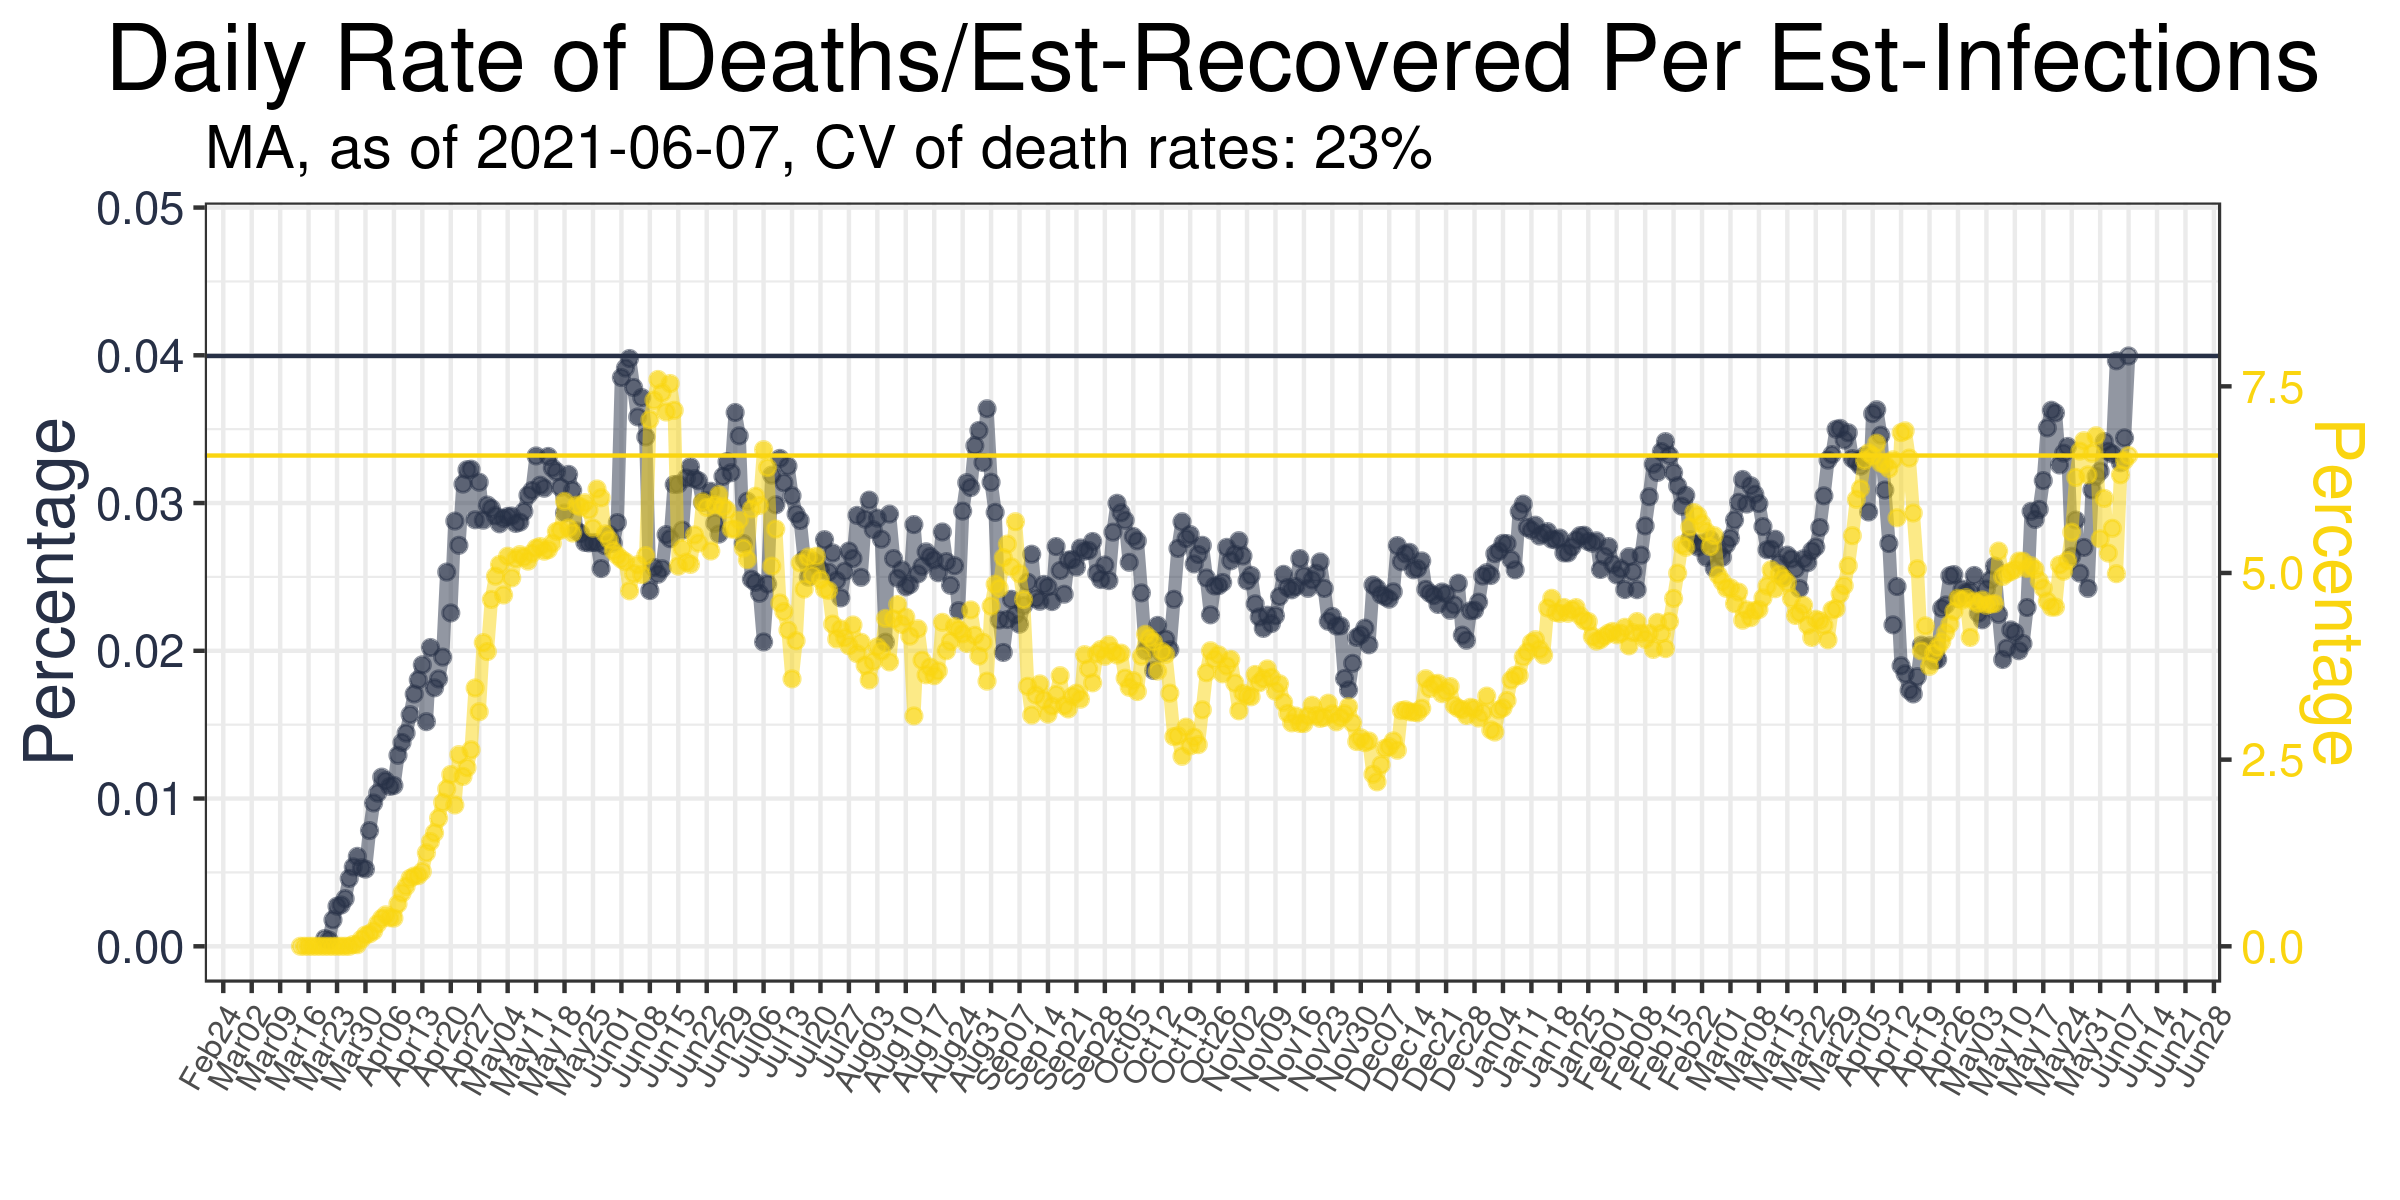 Daily Rate of Deaths/Est-Recovered Per Est-Infections
MA, as of 2021-06-07, CV of death rates: 23%
Percentage
0.05
0.04
0.03
0.02
0.01
0.00
7.5
5.0
2.5
0.0
Percentage
Feb24
Mar02
Mar09
Mar16
Mar23
Mar30
Apr06
Apr13
Apr20
Apr27
May04
May11
May18
May25
Jun01
Jun08
Jun15
Jun22
Jun29
Jul06
Jul13
Jul20
Jul27
Aug03
Aug10
Aug17
Aug24
Aug31
Sep07
Sep14
Sep21
Sep28
Oct05
Oct12
Oct19
Oct26
Nov02
Nov09
Nov16
Nov23
Nov30
Dec07
Dec14
Dec21
Dec28
Jan04
Jan11
Jan18
Jan25
Feb01
Feb08
Feb15
Feb22
Mar01
Mar08
Mar15
Mar22
Mar29
Apr05
Apr12
Apr19
Apr26
May03
May10
May17
May24
May31
Jun07
Jun14
Jun21
Jun28